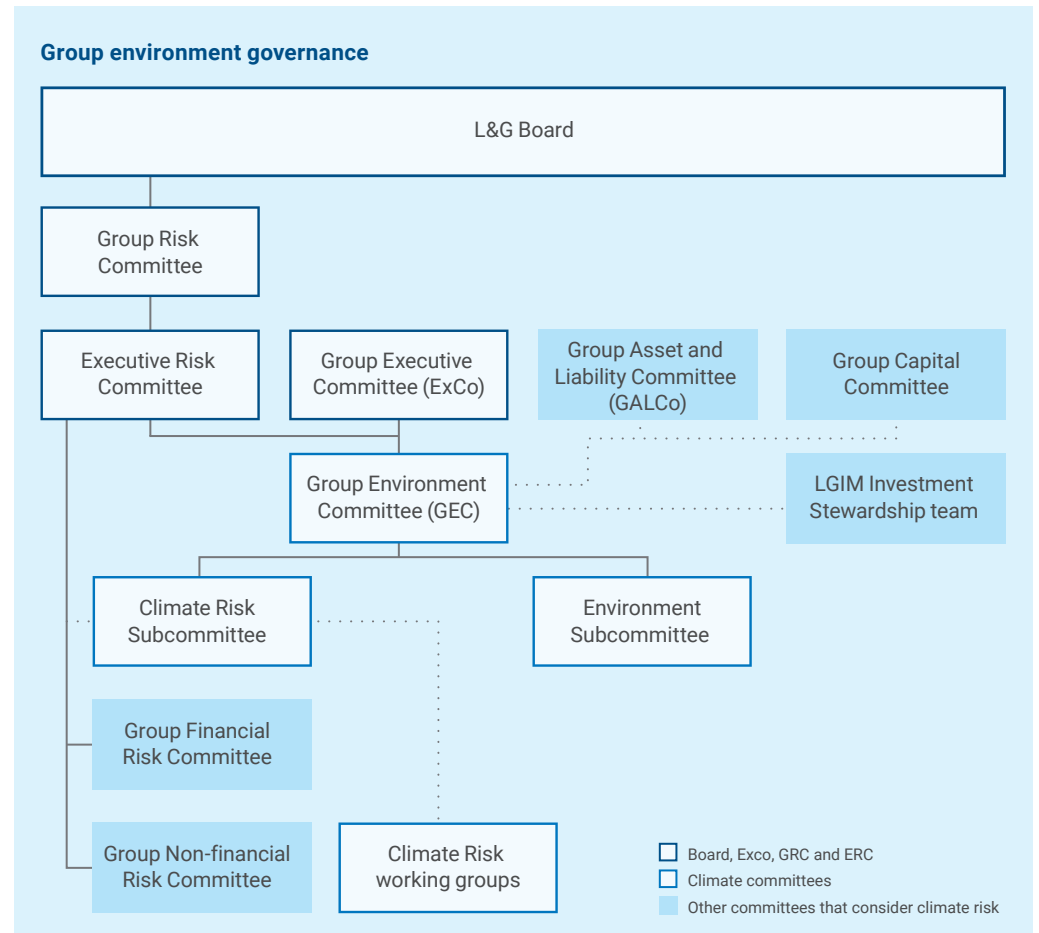 Group environment governance
L&G Board
Group Risk
Committee
Executive Risk
Committee
Group Executive
Committee (ExCo)
Group Asset and
Liability Committee
(GALCo)
Group Capital
Committee
Group Environment
Committee (GEC)
LGIM Investment
Stewardship team
Climate Risk
Subcommittee
Environment
Subcommittee
Group Financial
Risk Committee
Group Non-financial
Risk Committee
Climate Risk
working groups
Board, Exco, GRC and ERC
Climate committees
Other committees that consider climate risk